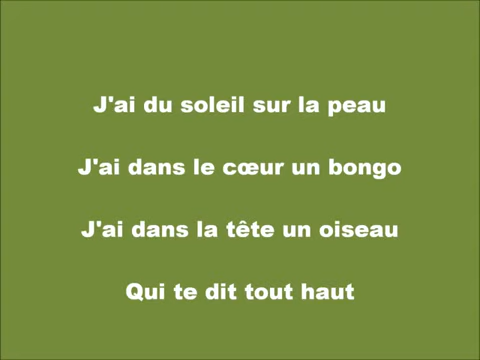 J'ai du soleil sur la peau
J'ai dans le cœur un bongo
J'ai dans la tête un oiseau
Qui te dit tout haut